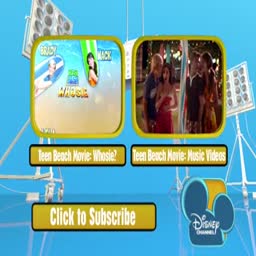 BRADY
MACK
WHOSIE
Teen Beach Movie: Whosie?
Teen Beach Movie: Music Videos
Click to Subscribe
Disney
CHANNEL